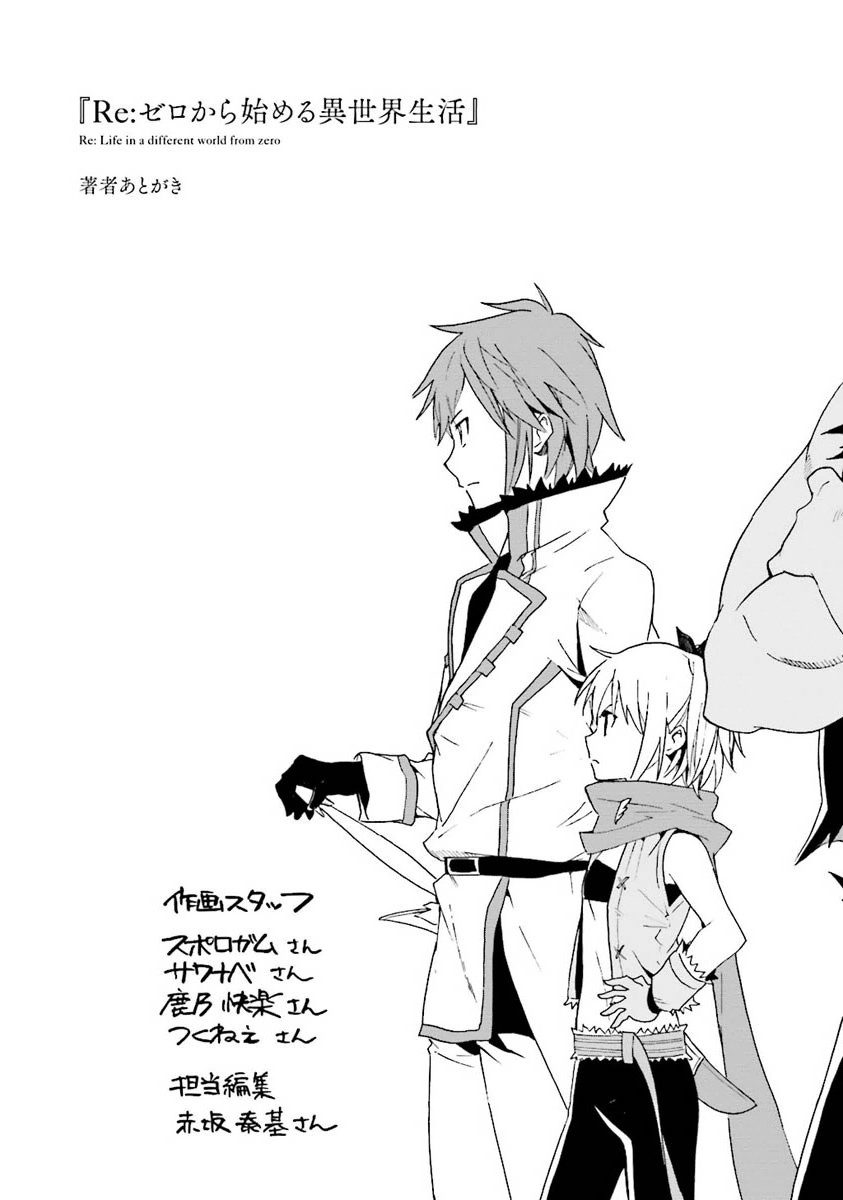 『Re:ゼロから始める異世界生活』
Re: Life in a different world from zero
著者あとがき
作画スタッフ
スポロガムさん
サワナベさん
鹿乃快楽さん
つくねぇさん
担当編集
赤坂泰基さん